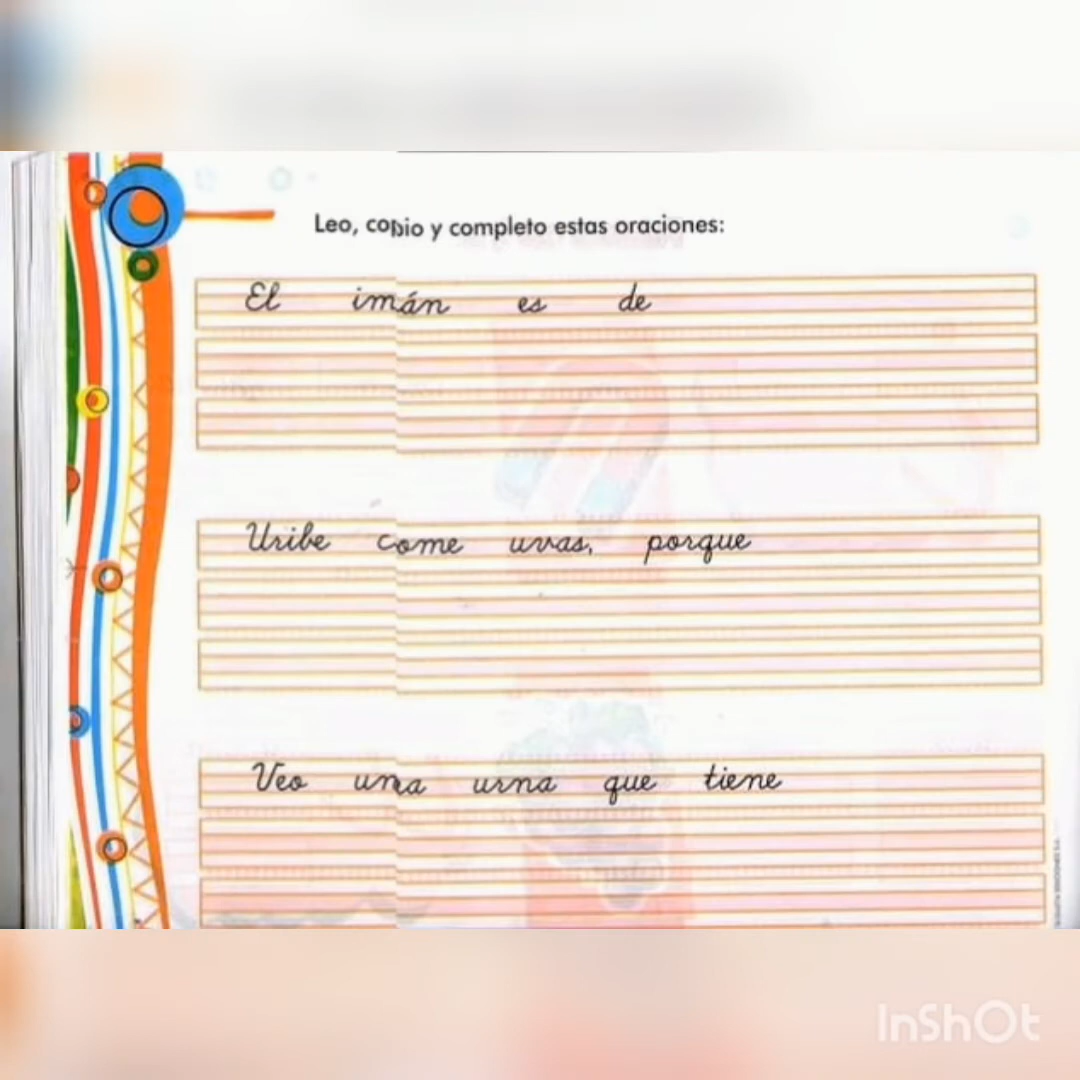 Leo, copio y completo estas oraciones:
El imán es de
Uribe come uvas, porque
Veo una urna que tiene
InShOt